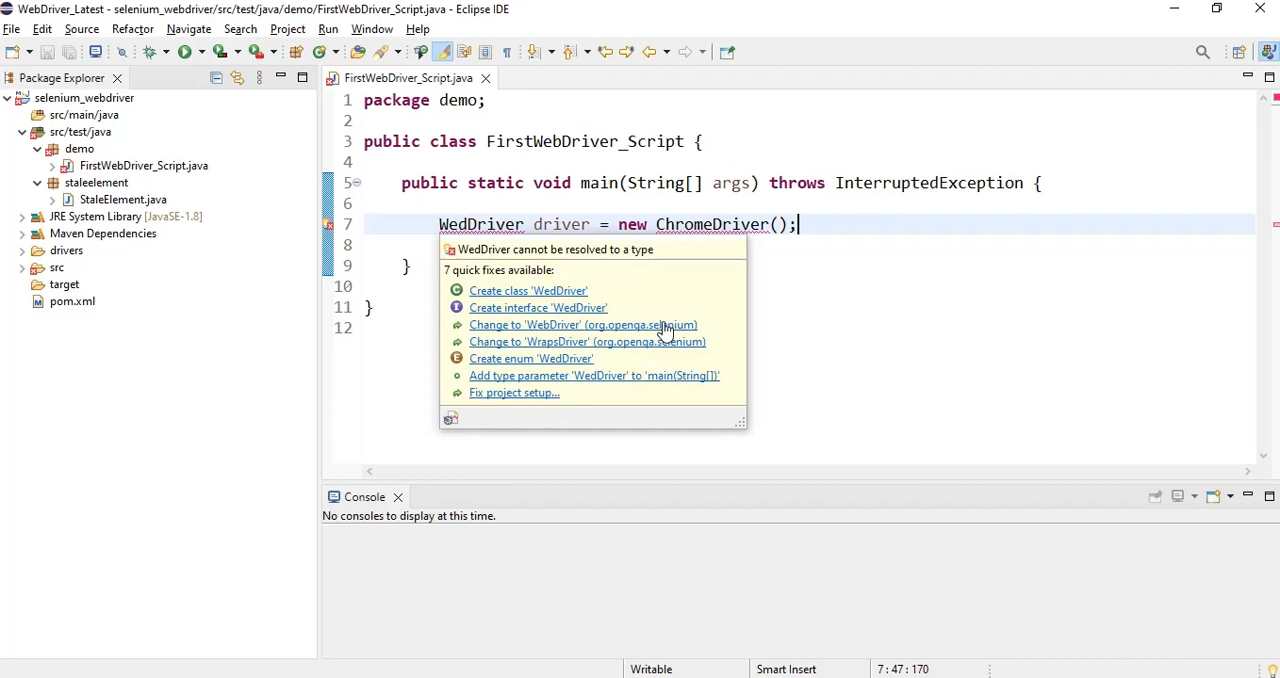 WebDriver_Latest - selenium_webdriver/src/test/java/demo/FirstWebDriver_Script.java - Eclipse IDE
File Edit Source Refactor Navigate Search Project Run Window Help
Package Explorer
selenium_webdriver
src/main/java
src/test/java
demo
FirstWebDriver_Script.java
staleelement
StaleElement.java
JRE System Library [JavaSE-1.8]
Maven Dependencies
drivers
src
target
pom.xml
FirstWebDriver_Script.java
1 package demo;
2
3 public class FirstWebDriver_Script {
4
5 public static void main(String[] args) throws InterruptedException {
6
7 WedDriver driver = new ChromeDriver();
8
9 }
10
11 }
12
WedDriver cannot be resolved to a type
7 quick fixes available:
Create class 'WedDriver'
Create interface 'WedDriver'
Change to 'WebDriver' (org.openqa.selenium)
Change to 'WrapsDriver' (org.openqa.selenium)
Create enum 'WedDriver'
Add type parameter 'WedDriver' to 'main(String[])'
Fix project setup...
Console
No consoles to display at this time.
Writable Smart Insert 7 : 47 : 170